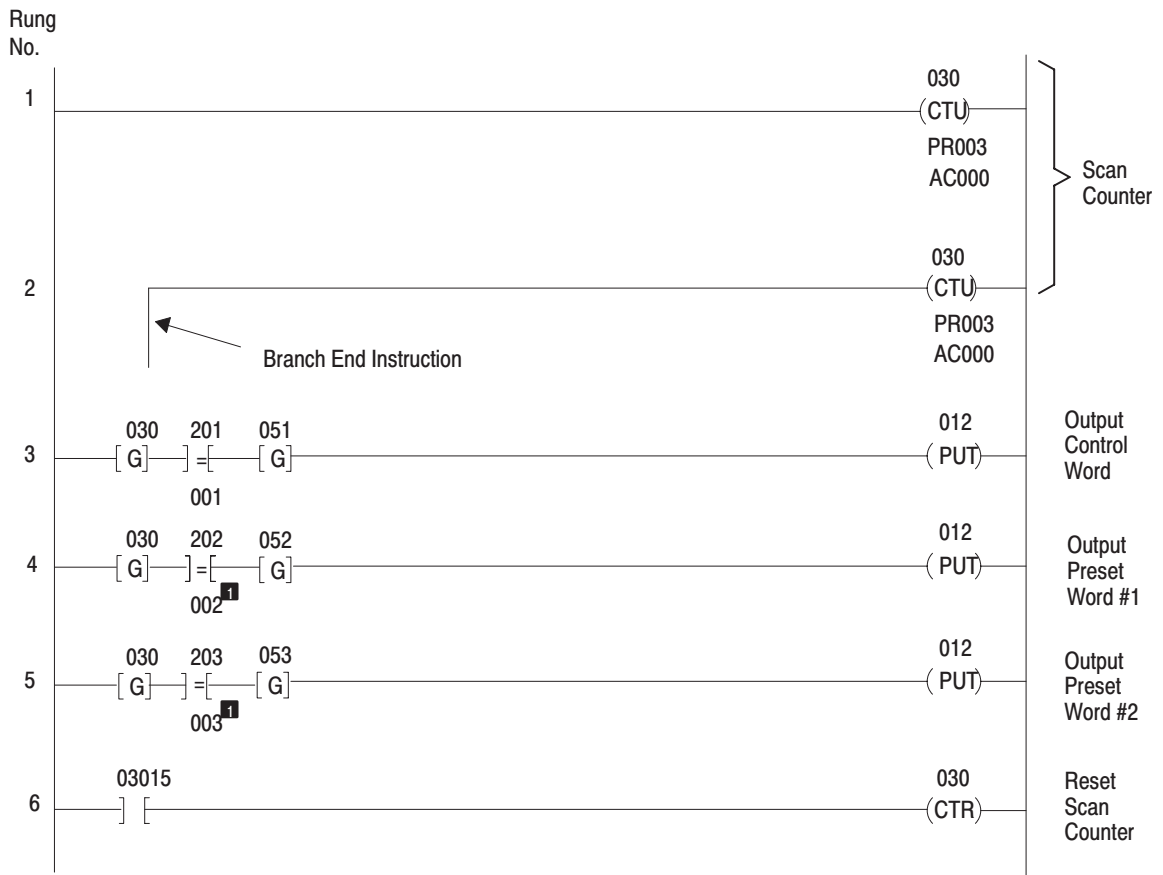 Rung
No.
1
030
(CTU)
PR003
AC000
Scan
Counter
2
030
(CTU)
PR003
AC000
Branch End Instruction
030 201 051
[G] ] =[ [G]
001
3
012
(PUT)
Output
Control
Word
030 202 052
[G] ] =[ [G]
002 1
4
012
(PUT)
Output
Preset
Word #1
030 203 053
[G] ] =[ [G]
003 1
5
012
(PUT)
Output
Preset
Word #2
03015
] [
6
030
(CTR)
Reset
Scan
Counter